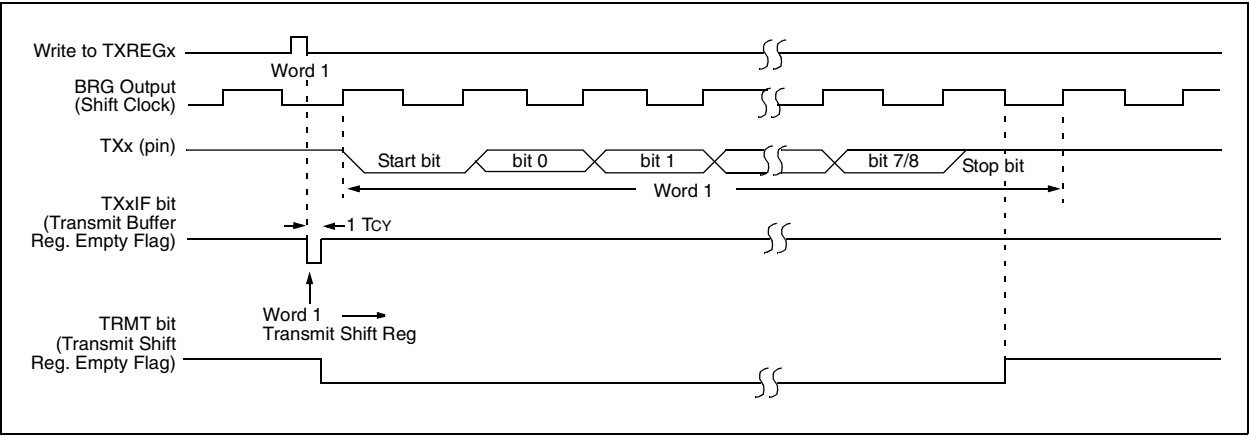 Write to TXREGx
Word 1
BRG Output
(Shift Clock)
TXx (pin)
Start bit
bit 0
bit 1
bit 7/8
Stop bit
Word 1
TXxIF bit
(Transmit Buffer
Reg. Empty Flag)
1 TCY
Word 1
Transmit Shift Reg
TRMT bit
(Transmit Shift
Reg. Empty Flag)